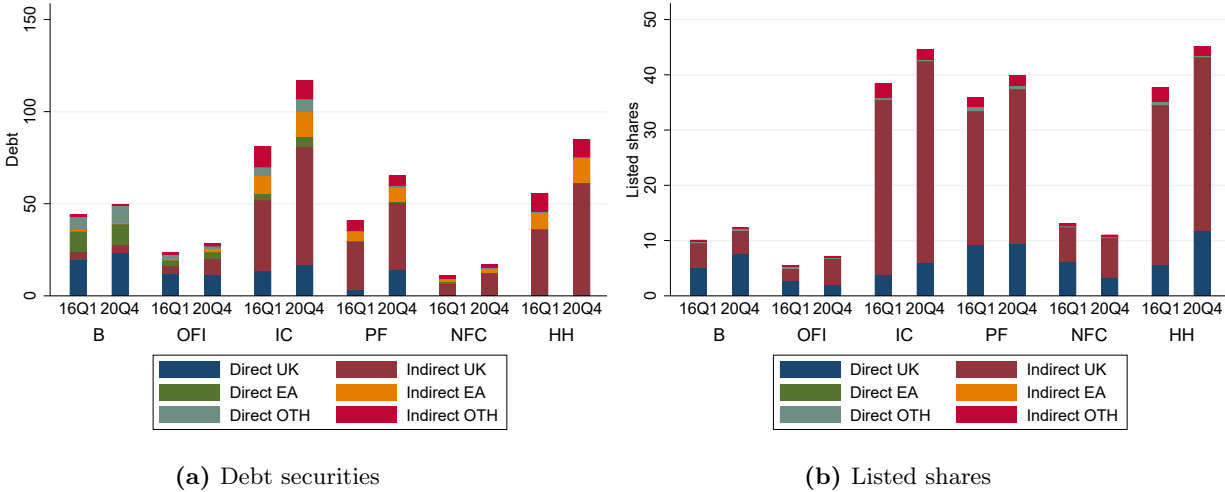 150
100
50
0
Debt
16Q1 20Q4 16Q1 20Q4 16Q1 20Q4 16Q1 20Q4 16Q1 20Q4 16Q1 20Q4
B OFI IC PF NFC HH
Direct UK Indirect UK
Direct EA Indirect EA
Direct OTH Indirect OTH
(a) Debt securities
50
40
30
20
10
0
Listed shares
16Q1 20Q4 16Q1 20Q4 16Q1 20Q4 16Q1 20Q4 16Q1 20Q4 16Q1 20Q4
B OFI IC PF NFC HH
Direct UK Indirect UK
Direct EA Indirect EA
Direct OTH Indirect OTH
(b) Listed shares